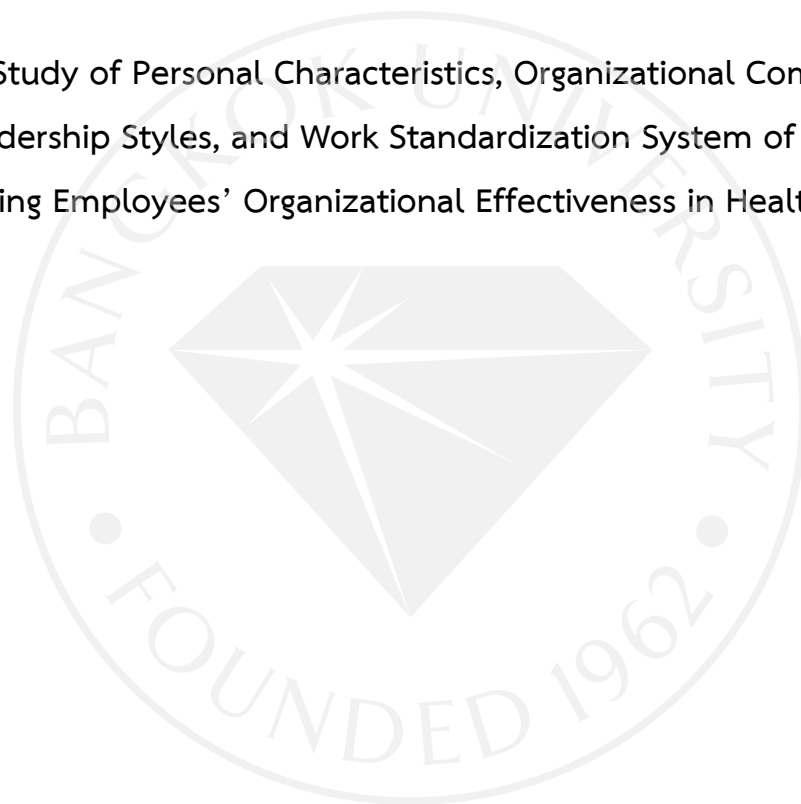 Study of Personal Characteristics, Organizational Com
dership Styles, and Work Standardization System of
ing Employees’ Organizational Effectiveness in Healt
BANGKOK UNIVERSITY
FOUNDED 1962